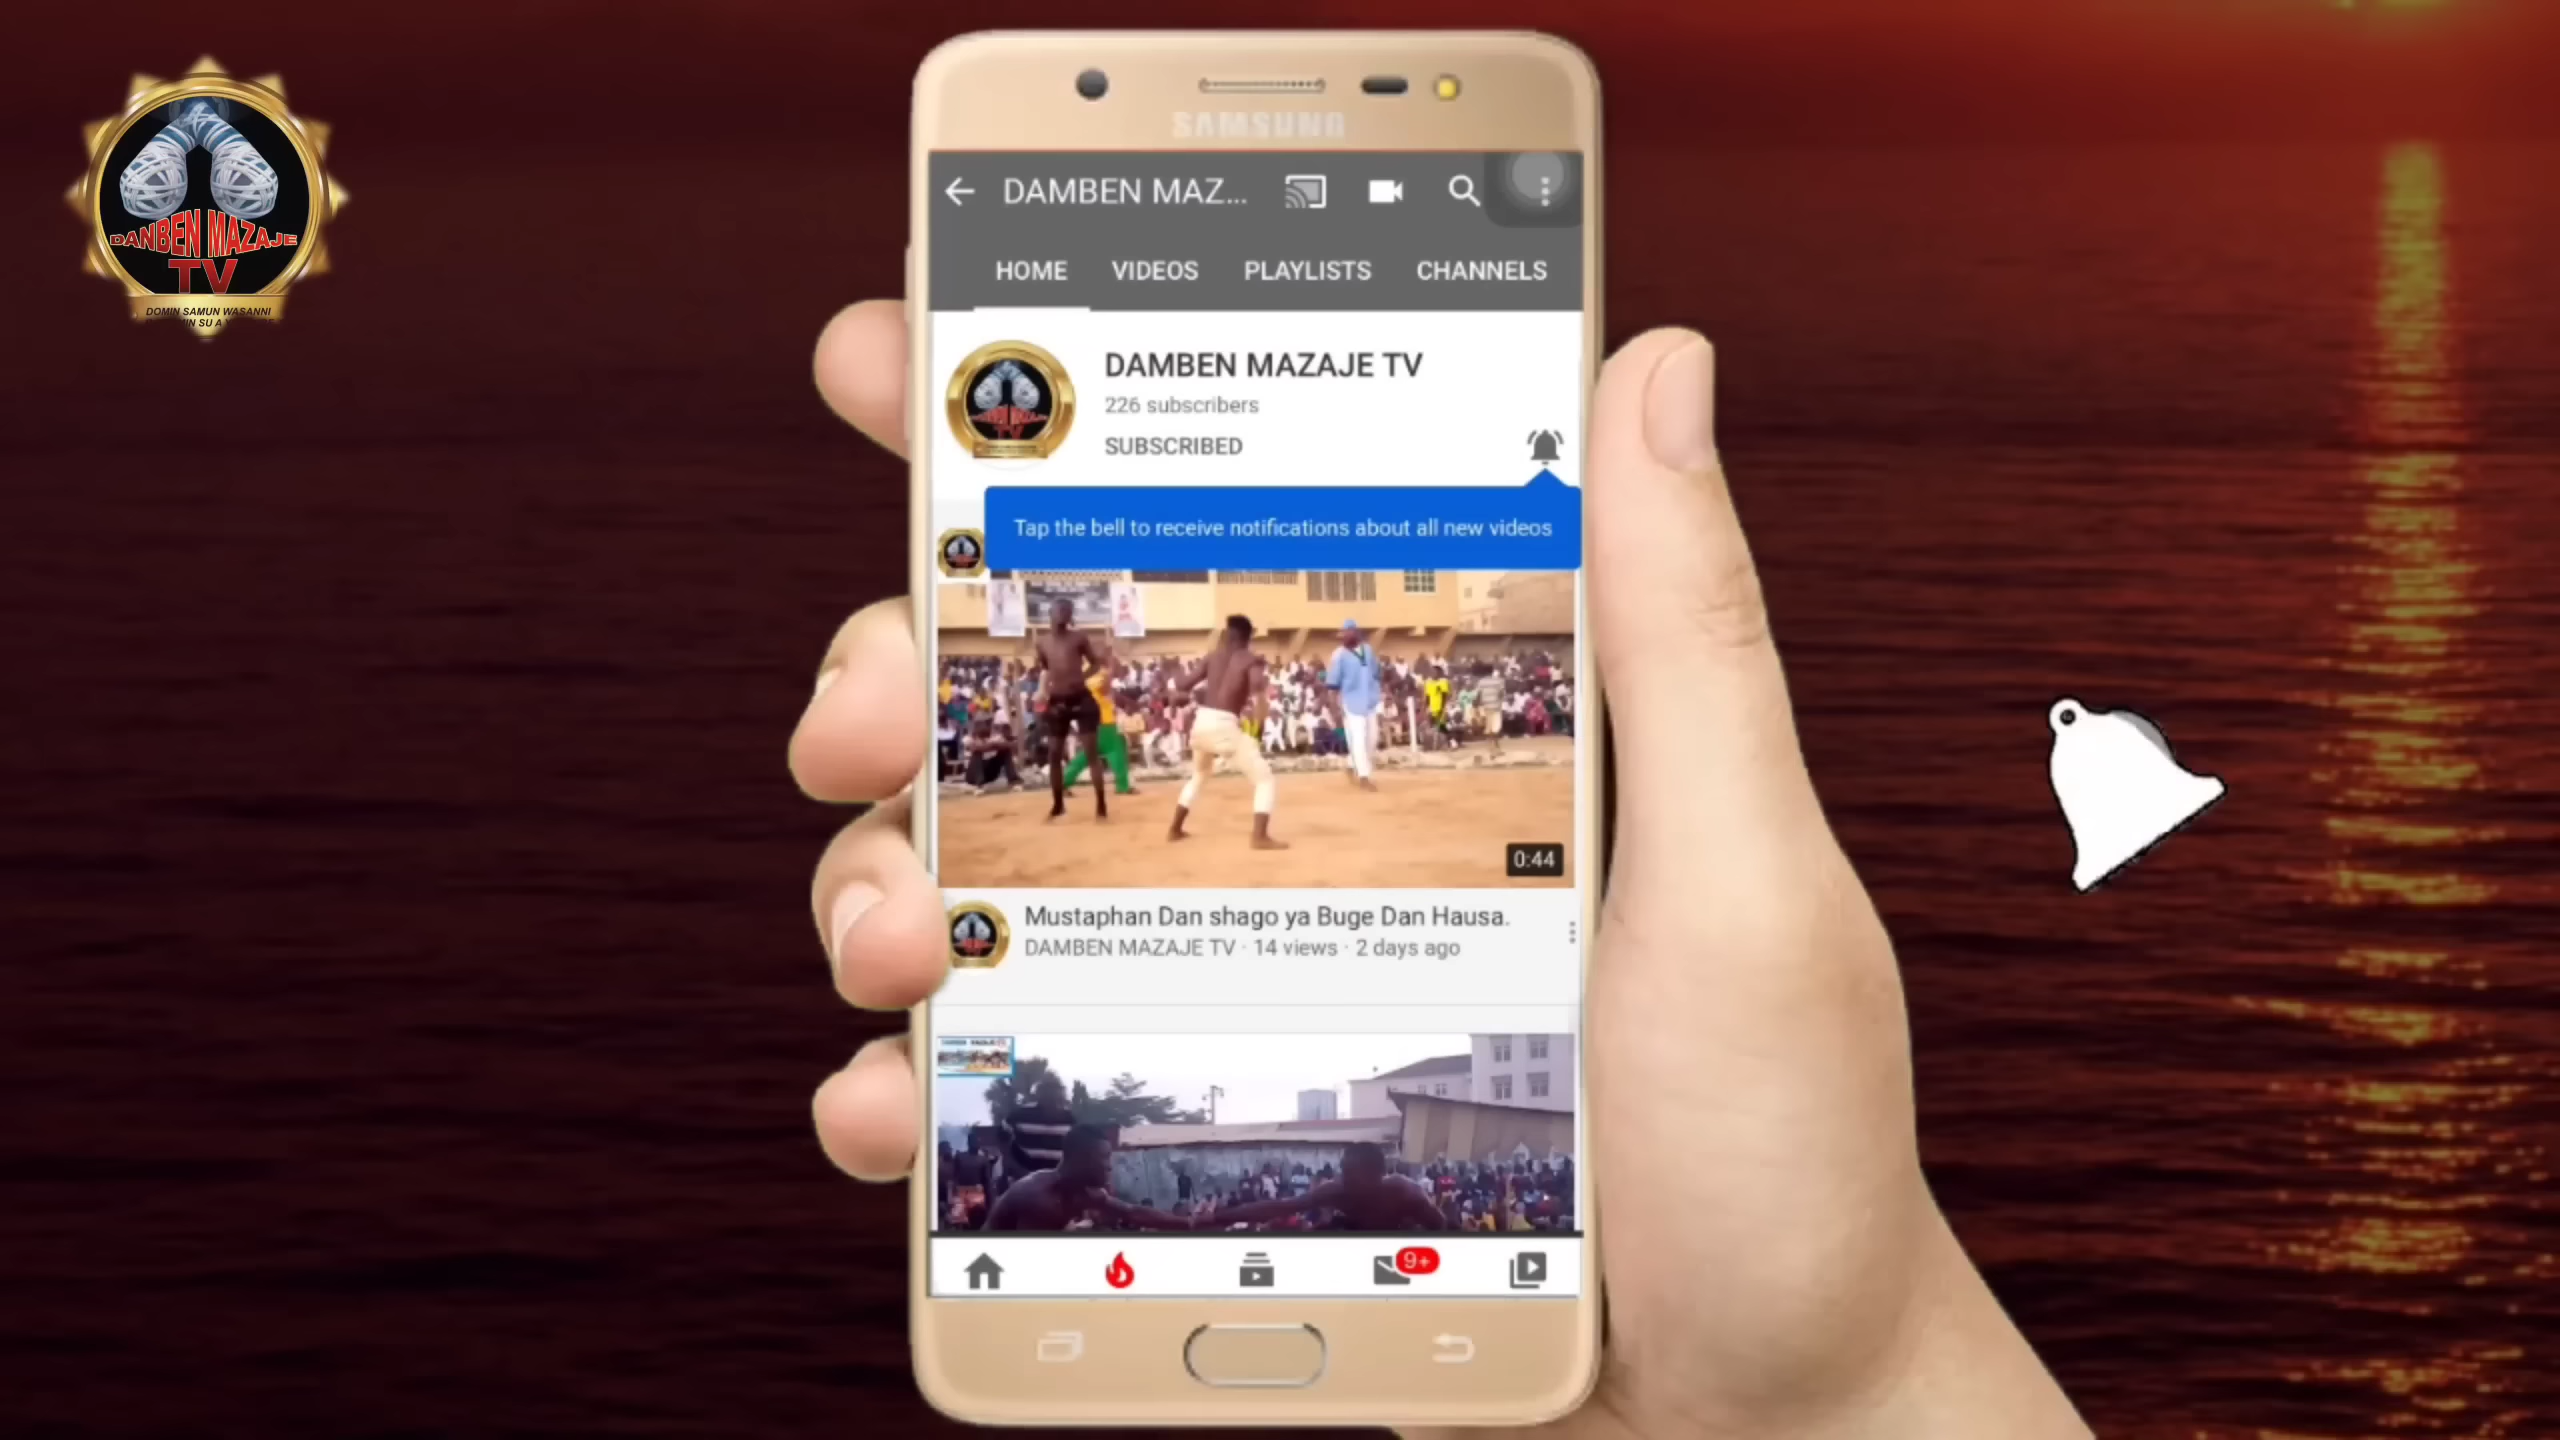 DANBEN MAZAJE
TV
DOMIN SAMUN WASANNI
SAMSUNG
DAMBEN MAZ...
HOME VIDEOS PLAYLISTS CHANNELS
DAMBEN MAZAJE TV
226 subscribers
SUBSCRIBED
Tap the bell to receive notifications about all new videos
0:44
Mustaphan Dan shago ya Buge Dan Hausa.
DAMBEN MAZAJE TV · 14 views · 2 days ago
9+